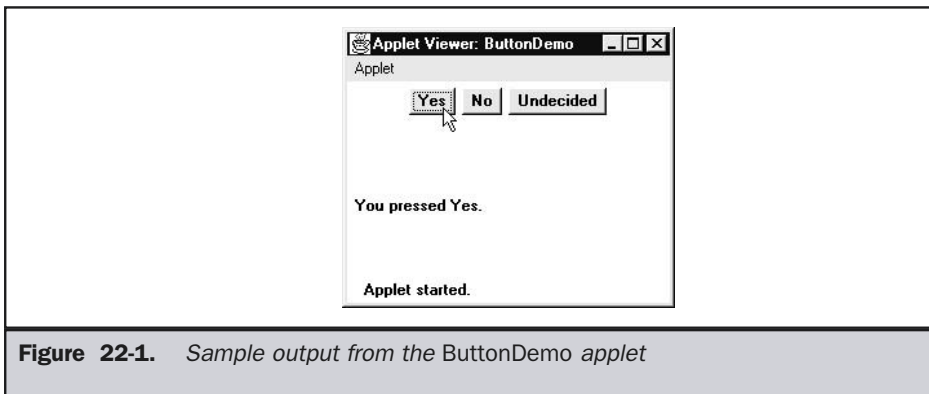 Applet Viewer: ButtonDemo
Applet
Yes No Undecided
You pressed Yes.
Applet started.
Figure 22-1. Sample output from the ButtonDemo applet